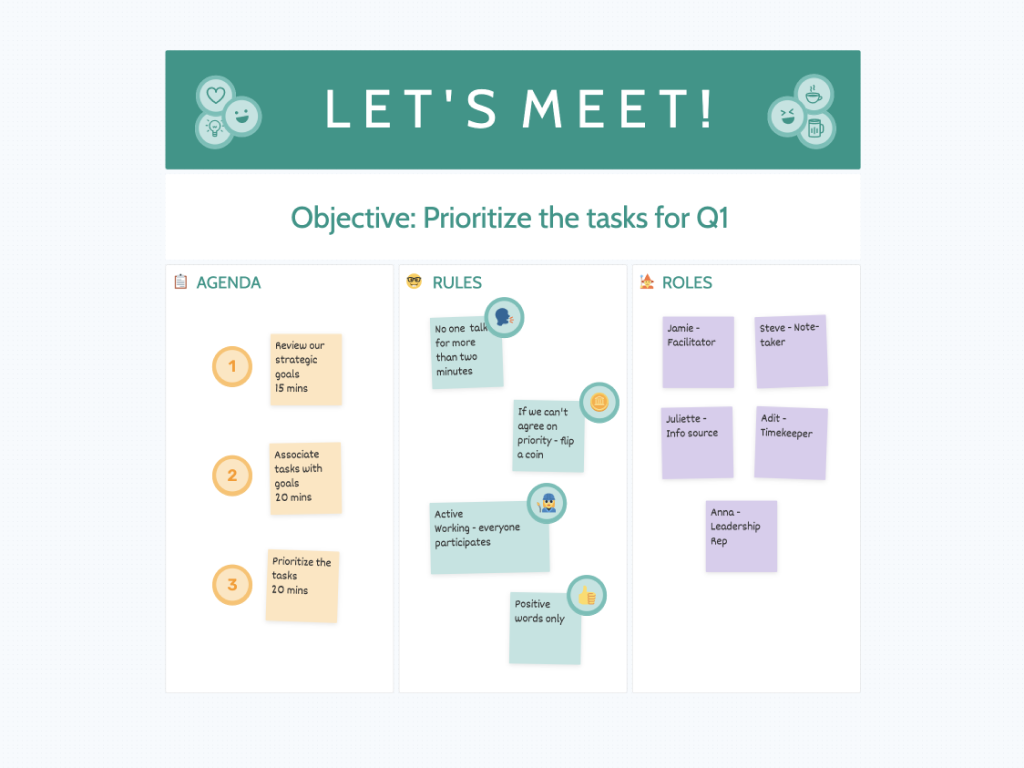 LET'S MEET!
Objective: Prioritize the tasks for Q1
AGENDA
1
Review our
strategic
goals
15 mins
2
Associate
tasks with
goals
20 mins
3
Prioritize the
tasks
20 mins
RULES
No one talk
for more
than two
minutes
If we can't
agree on
priority - flip
a coin
Active
Working - everyone
participates
Positive
words only
ROLES
Jamie -
Facilitator
Steve - Note-
taker
Juliette -
Info source
Adit -
Timekeeper
Anna -
Leadership
Rep